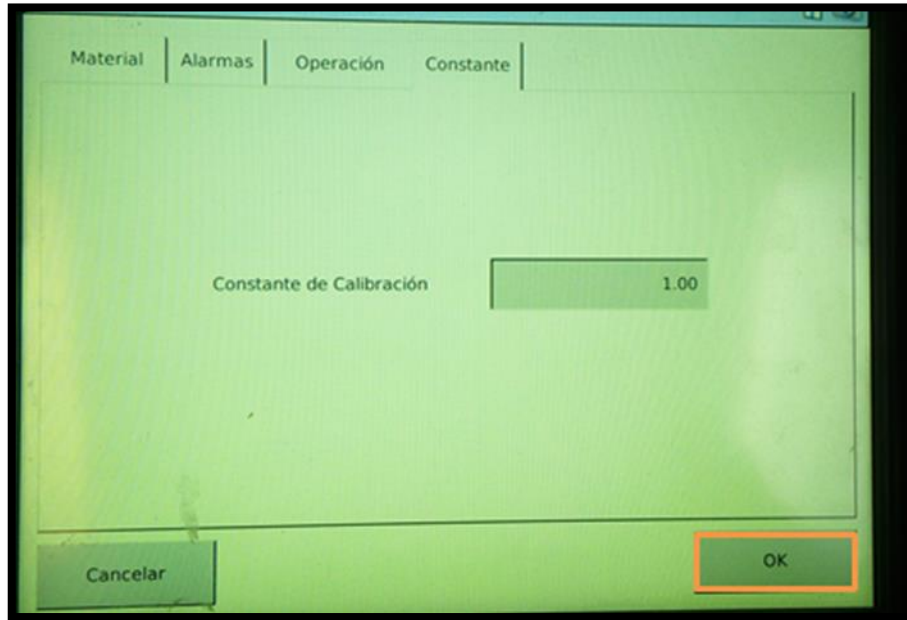 Material Alarmas Operación Constante
Constante de Calibración 1.00
Cancelar OK